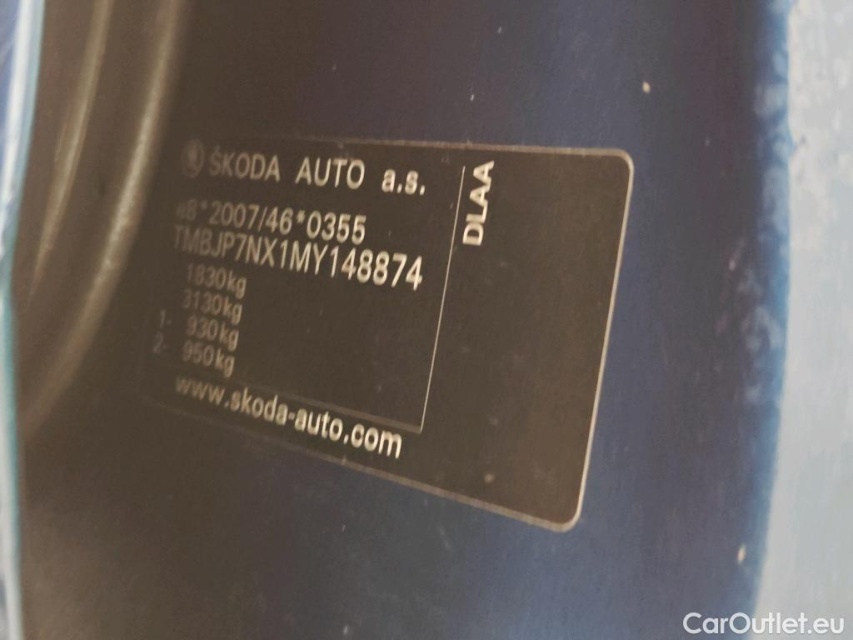 ŠKODA AUTO a.s.
e8*2007/46*0355
TMBJP7NX1MY148874
1830kg
3130kg
1- 930kg
2- 950kg
www.skoda-auto.com
DLAA
CarOutlet.eu